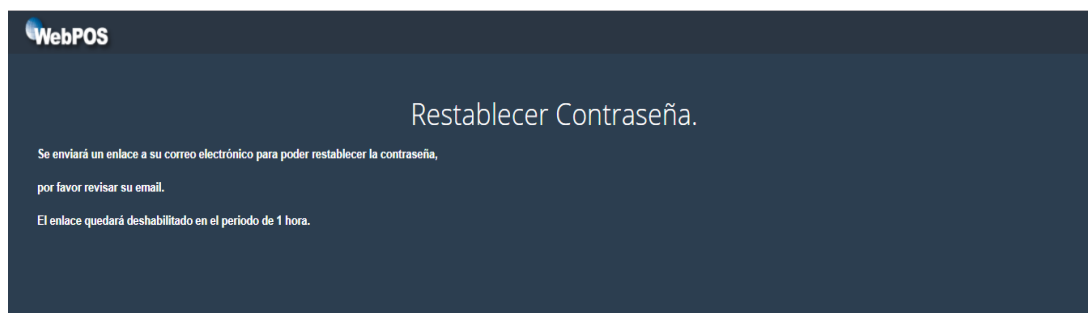 WebPOS
Restablecer Contraseña.
Se enviará un enlace a su correo electrónico para poder restablecer la contraseña,
por favor revisar su email.
El enlace quedará deshabilitado en el periodo de 1 hora.